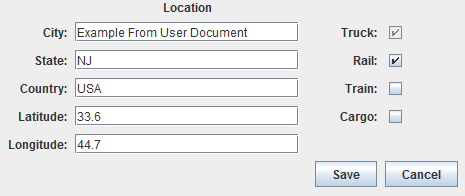 Location
City: Example From User Document Truck:
State: NJ Rail:
Country: USA Train:
Latitude: 33.6 Cargo:
Longitude: 44.7
Save Cancel